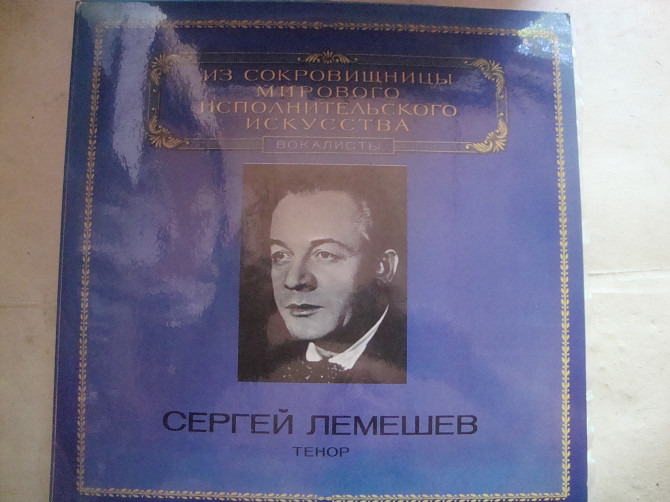 ИЗ СОКРОВИЩНИЦЫ
МИРОВОГО
ИСПОЛНИТЕЛЬСКОГО
ИСКУССТВА
ВОКАЛИСТЫ
СЕРГЕЙ ЛЕМЕШЕВ
ТЕНОР